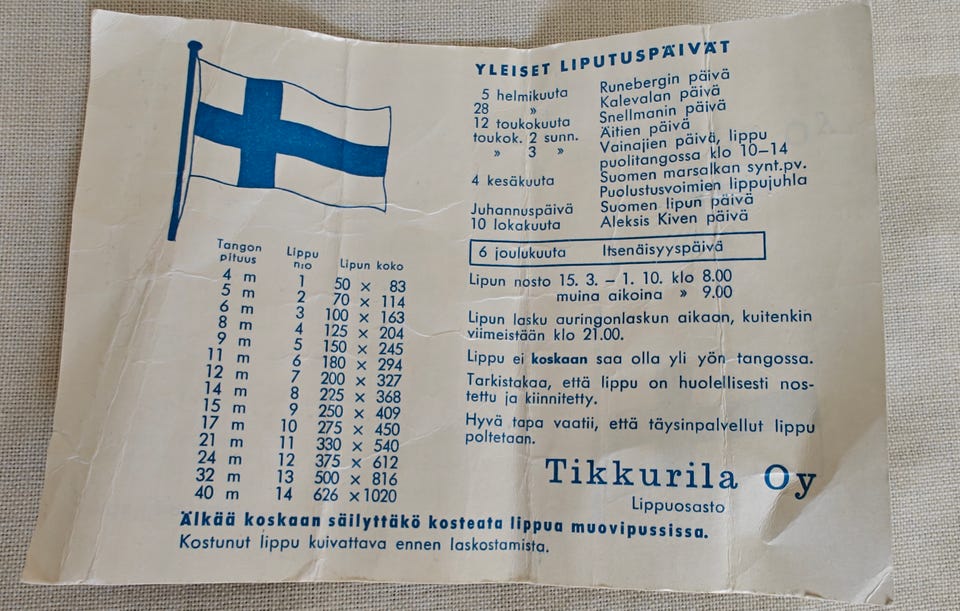 YLEISET LIPUTUSPÄIVÄT
5 helmikuuta Runebergin päivä
28 » Kalevalan päivä
12 toukokuuta Snellmanin päivä
toukok. 2 sunn. Äitien päivä
» 3 » Vainajien päivä, lippu
puolitangossa klo 10–14
4 kesäkuuta Suomen marsalkan synt.pv.
Puolustusvoimien lippujuhla
Juhannuspäivä Suomen lipun päivä
10 lokakuuta Aleksis Kiven päivä
6 joulukuuta Itsenäisyyspäivä
Lipun nosto 15. 3. – 1. 10. klo 8.00
muina aikoina » 9.00
Lipun lasku auringonlaskun aikaan, kuitenkin
viimeistään klo 21.00.
Lippu ei koskaan saa olla yli yön tangossa.
Tarkistakaa, että lippu on huolellisesti nos-
tettu ja kiinnitetty.
Hyvä tapa vaatii, että täysinpalvellut lippu
poltetaan.
Tikkurila Oy
Lippuosasto
Tangon Lippu
pituus n:o Lipun koko
4 m 1 50 × 83
5 m 2 70 × 114
6 m 3 100 × 163
8 m 4 125 × 204
9 m 5 150 × 245
11 m 6 180 × 294
12 m 7 200 × 327
14 m 8 225 × 368
15 m 9 250 × 409
17 m 10 275 × 450
21 m 11 330 × 540
24 m 12 375 × 612
32 m 13 500 × 816
40 m 14 626 × 1020
Älkää koskaan säilyttäkö kosteata lippua muovipussissa.
Kostunut lippu kuivattava ennen laskostamista.